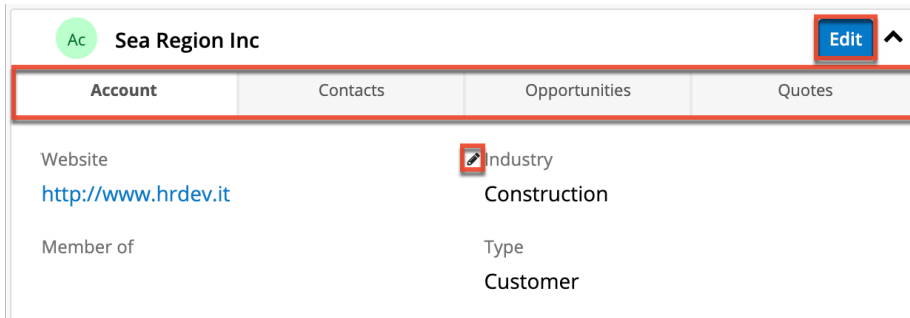 Ac Sea Region Inc Edit
Account Contacts Opportunities Quotes
Website Industry
http://www.hrdev.it Construction
Member of Type
Customer